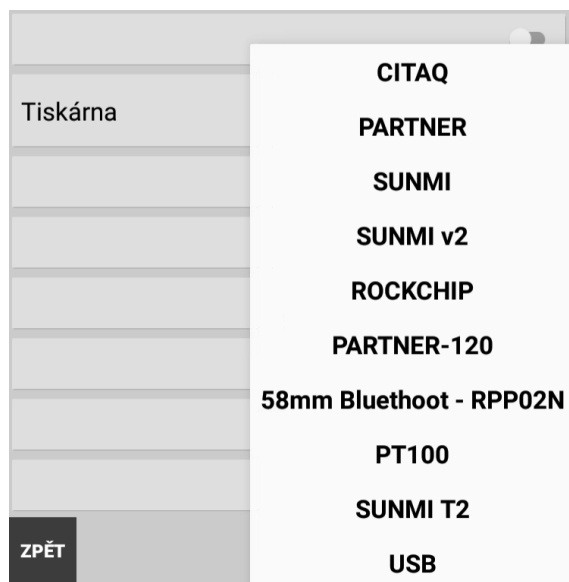 CITAQ
Tiskárna
PARTNER
SUNMI
SUNMI v2
ROCKCHIP
PARTNER-120
58mm Bluethoot - RPP02N
PT100
SUNMI T2
ZPĚT
USB